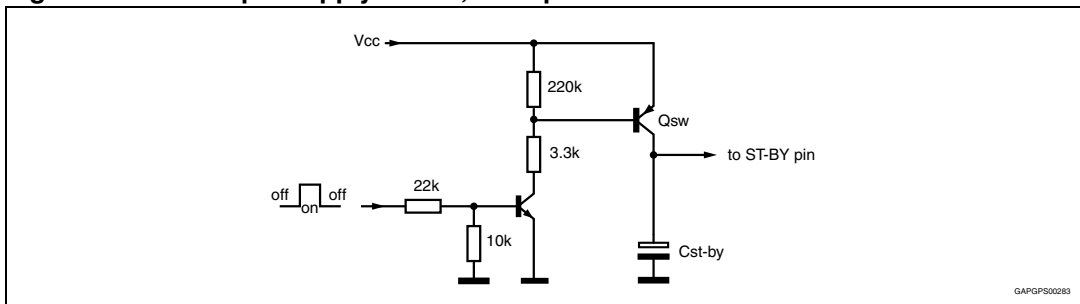 Vcc
220k
Qsw
3.3k
to ST-BY pin
22k
off
on
off
10k
Cst-by
GAPGPS00283